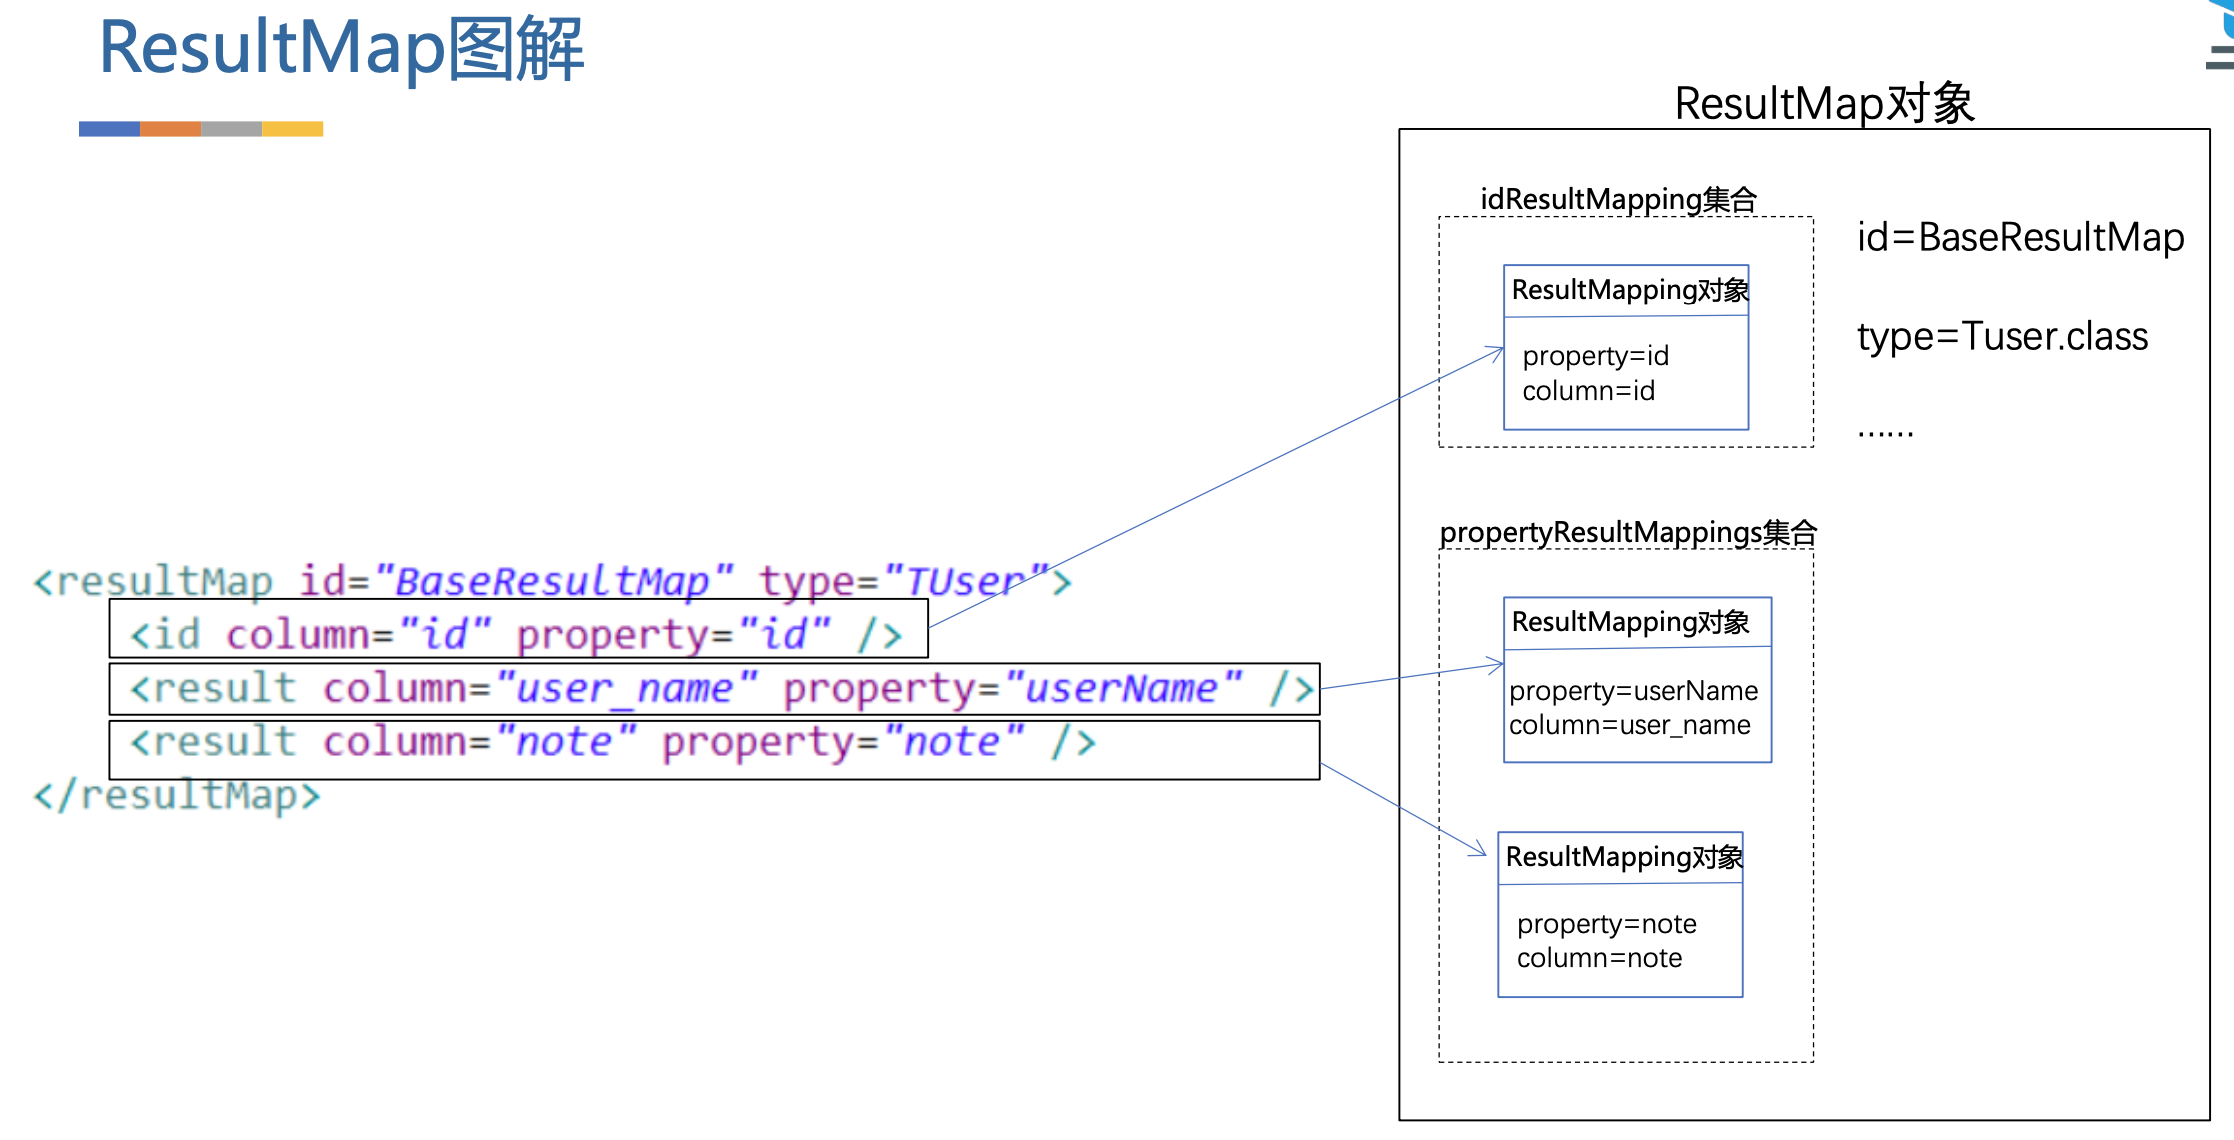 ResultMap图解
<resultMap id="BaseResultMap" type="TUser">
<id column="id" property="id" />
<result column="user_name" property="userName" />
<result column="note" property="note" />
</resultMap>
ResultMap对象
idResultMapping集合
ResultMapping对象
property=id
column=id
id=BaseResultMap
type=Tuser.class
……
propertyResultMappings集合
ResultMapping对象
property=userName
column=user_name
ResultMapping对象
property=note
column=note